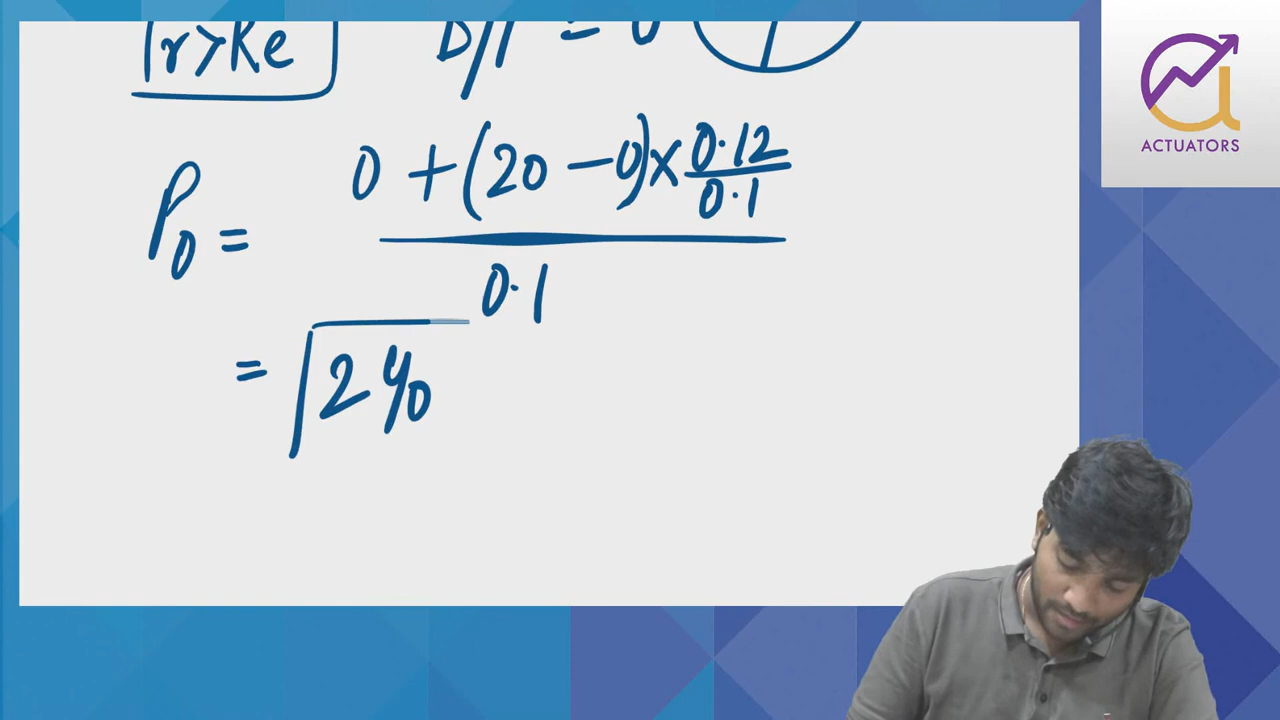 r>Ke
D/P = 0
P0 = 0 + (20 - 0) × 0.12/0.1
0.1
= 240
ACTUATORS